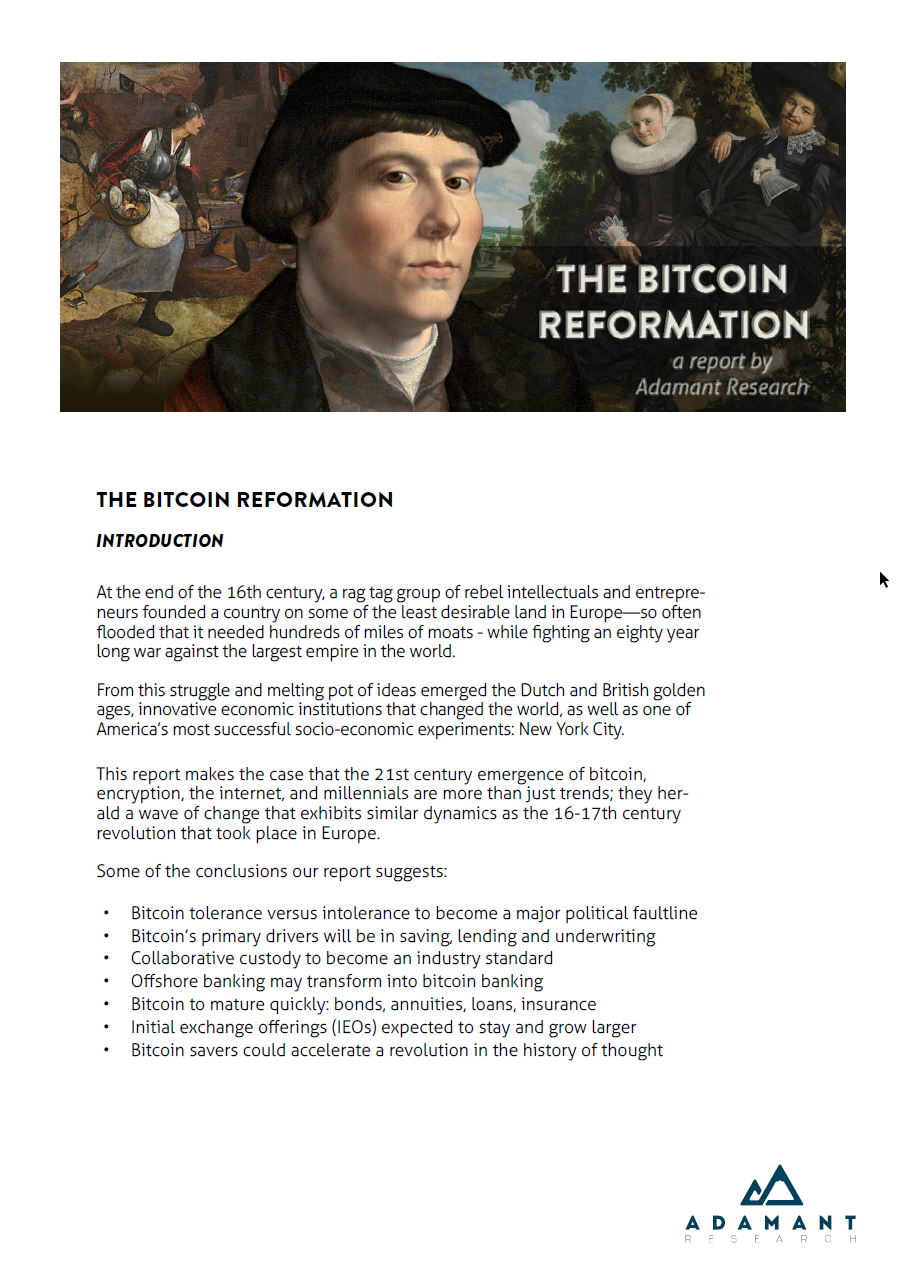 THE BITCOIN
REFORMATION
a report by
Adamant Research
THE BITCOIN REFORMATION
INTRODUCTION
At the end of the 16th century, a rag tag group of rebel intellectuals and entrepre-
neurs founded a country on some of the least desirable land in Europe—so often
flooded that it needed hundreds of miles of moats - while fighting an eighty year
long war against the largest empire in the world.
From this struggle and melting pot of ideas emerged the Dutch and British golden
ages, innovative economic institutions that changed the world, as well as one of
America’s most successful socio-economic experiments: New York City.
This report makes the case that the 21st century emergence of bitcoin,
encryption, the internet, and millennials are more than just trends; they her-
ald a wave of change that exhibits similar dynamics as the 16-17th century
revolution that took place in Europe.
Some of the conclusions our report suggests:
• Bitcoin tolerance versus intolerance to become a major political faultline
• Bitcoin’s primary drivers will be in saving, lending and underwriting
• Collaborative custody to become an industry standard
• Offshore banking may transform into bitcoin banking
• Bitcoin to mature quickly: bonds, annuities, loans, insurance
• Initial exchange offerings (IEOs) expected to stay and grow larger
• Bitcoin savers could accelerate a revolution in the history of thought
ADAMANT
RESEARCH